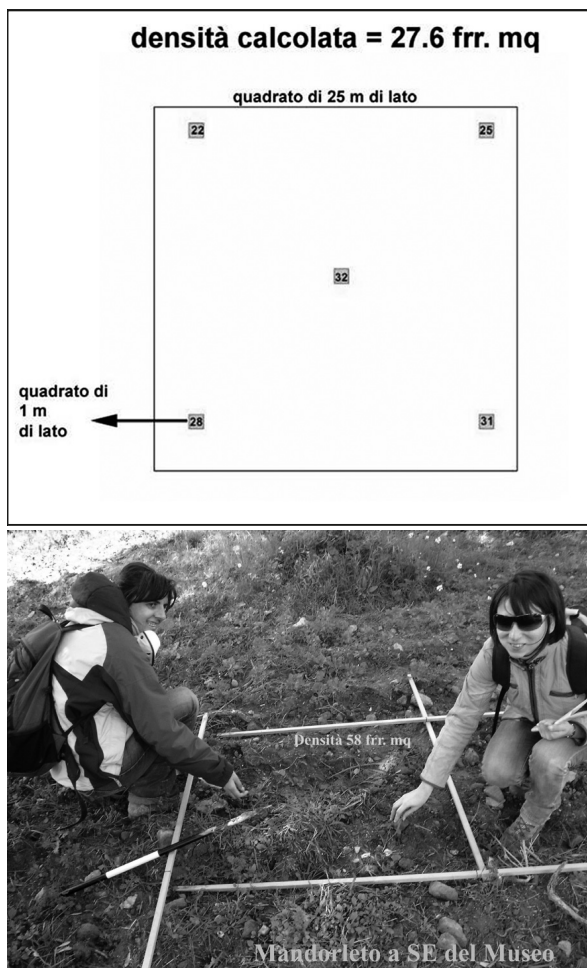 densità calcolata = 27.6 frr. mq
quadrato di 25 m di lato
22
25
32
quadrato di
1 m
di lato
28
31
Densità 58 frr. mq
Mandorleto a SE del Museo